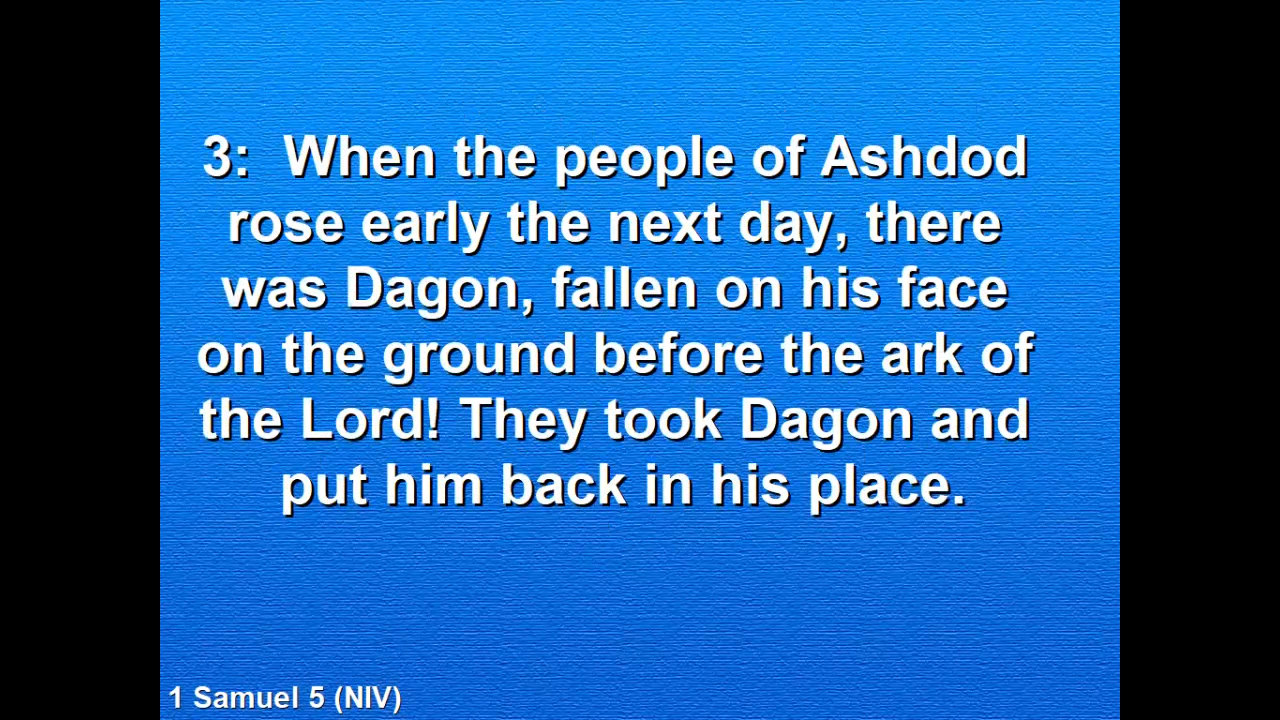 3:  When the people of Ashdod
rose early the next day, there
was Dagon, fallen on his face
on the ground before the ark of
the Lord! They took Dagon and
put him back in his place.
1 Samuel 5 (NIV)